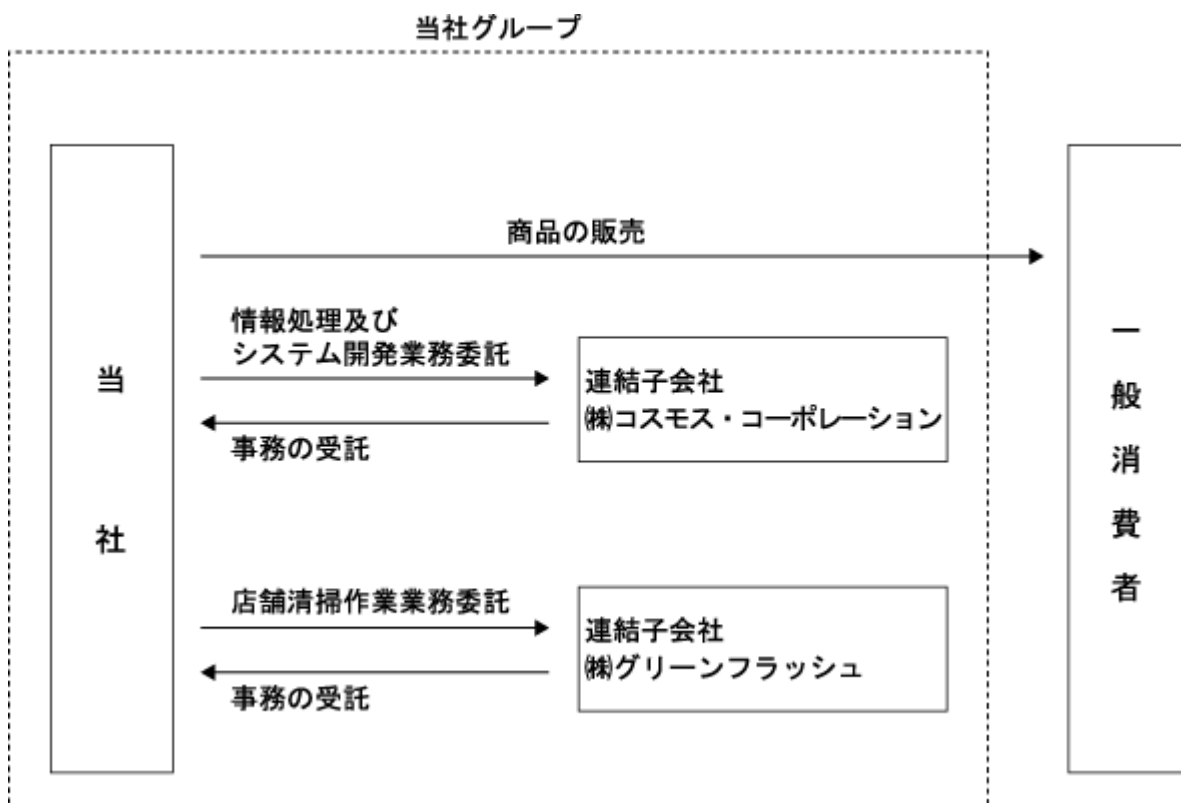 当社グループ
当社
商品の販売
情報処理及び
システム開発業務委託
事務の受託
連結子会社
㈱コスモス・コーポレーション
店舗清掃作業業務委託
事務の受託
連結子会社
㈱グリーンフラッシュ
一般消費者